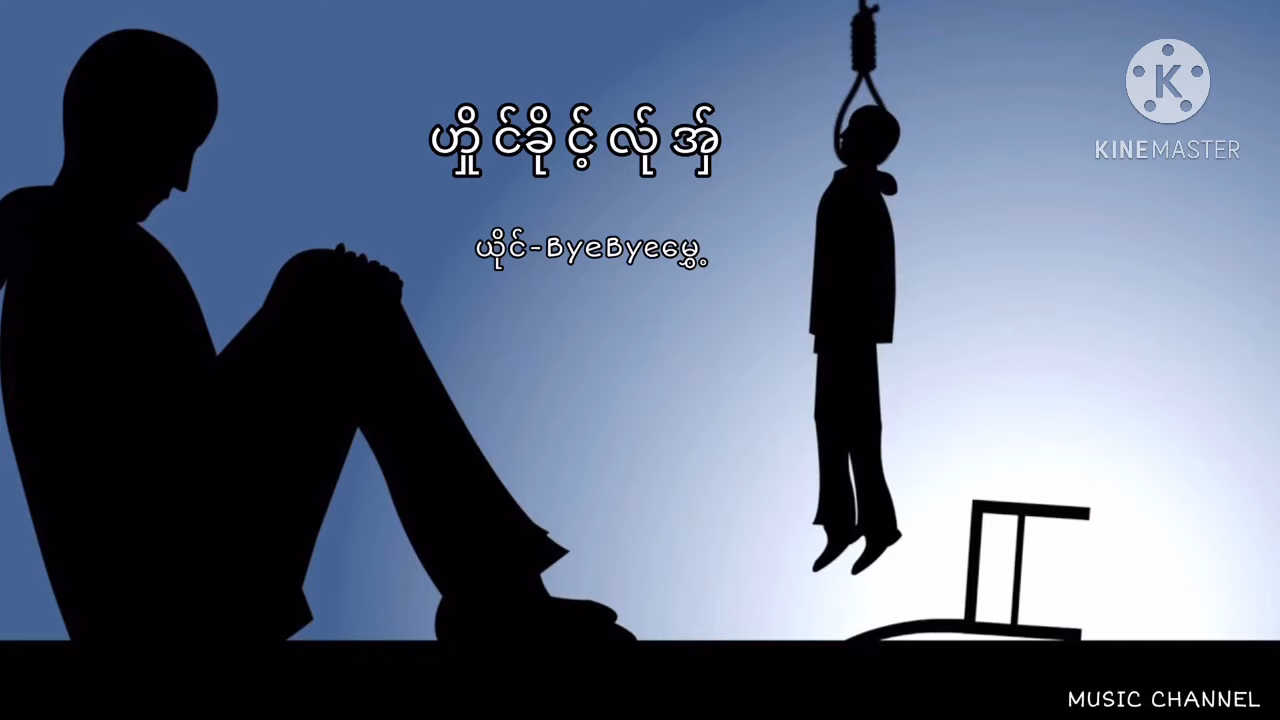 ဟှိုင်ခိုင့်လ်ုအ်ှ
ယိုင်-ByeByeမွှေ့
K
KINEMASTER
MUSIC CHANNEL